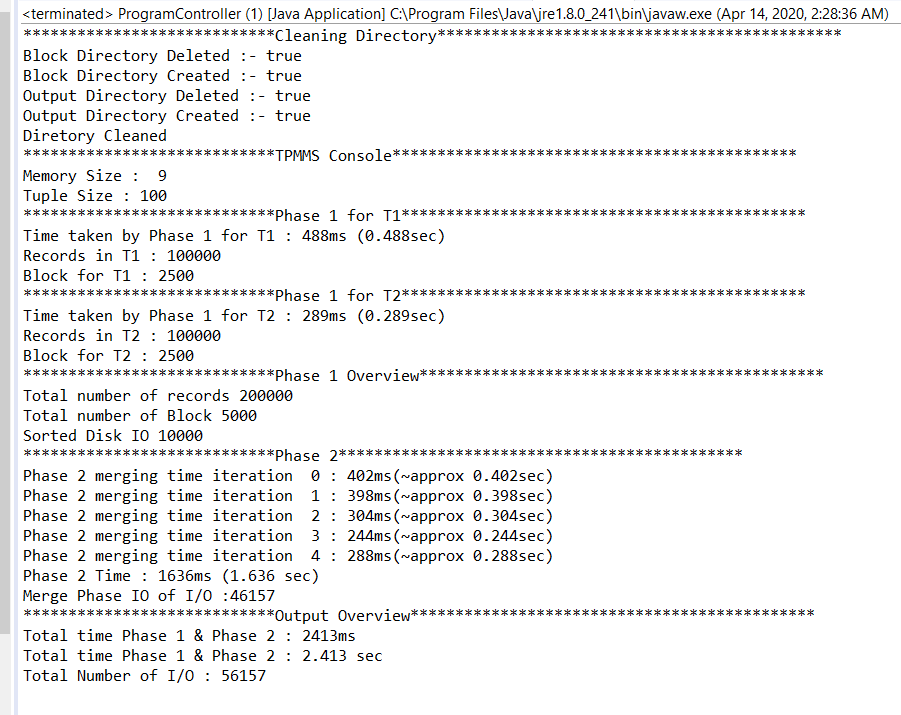 <terminated> ProgramController (1) [Java Application] C:\Program Files\Java\jre1.8.0_241\bin\javaw.exe (Apr 14, 2020, 2:28:36 AM)
****************************Cleaning Directory*********************************************
Block Directory Deleted :- true
Block Directory Created :- true
Output Directory Deleted :- true
Output Directory Created :- true
Diretory Cleaned
****************************TPMMS Console*********************************************
Memory Size :  9
Tuple Size : 100
****************************Phase 1 for T1*********************************************
Time taken by Phase 1 for T1 : 488ms (0.488sec)
Records in T1 : 100000
Block for T1 : 2500
****************************Phase 1 for T2*********************************************
Time taken by Phase 1 for T2 : 289ms (0.289sec)
Records in T2 : 100000
Block for T2 : 2500
****************************Phase 1 Overview*********************************************
Total number of records 200000
Total number of Block 5000
Sorted Disk IO 10000
****************************Phase 2*********************************************
Phase 2 merging time iteration  0 : 402ms(~approx 0.402sec)
Phase 2 merging time iteration  1 : 398ms(~approx 0.398sec)
Phase 2 merging time iteration  2 : 304ms(~approx 0.304sec)
Phase 2 merging time iteration  3 : 244ms(~approx 0.244sec)
Phase 2 merging time iteration  4 : 288ms(~approx 0.288sec)
Phase 2 Time : 1636ms (1.636 sec)
Merge Phase IO of I/O :46157
****************************Output Overview*********************************************
Total time Phase 1 & Phase 2 : 2413ms
Total time Phase 1 & Phase 2 : 2.413 sec
Total Number of I/O : 56157